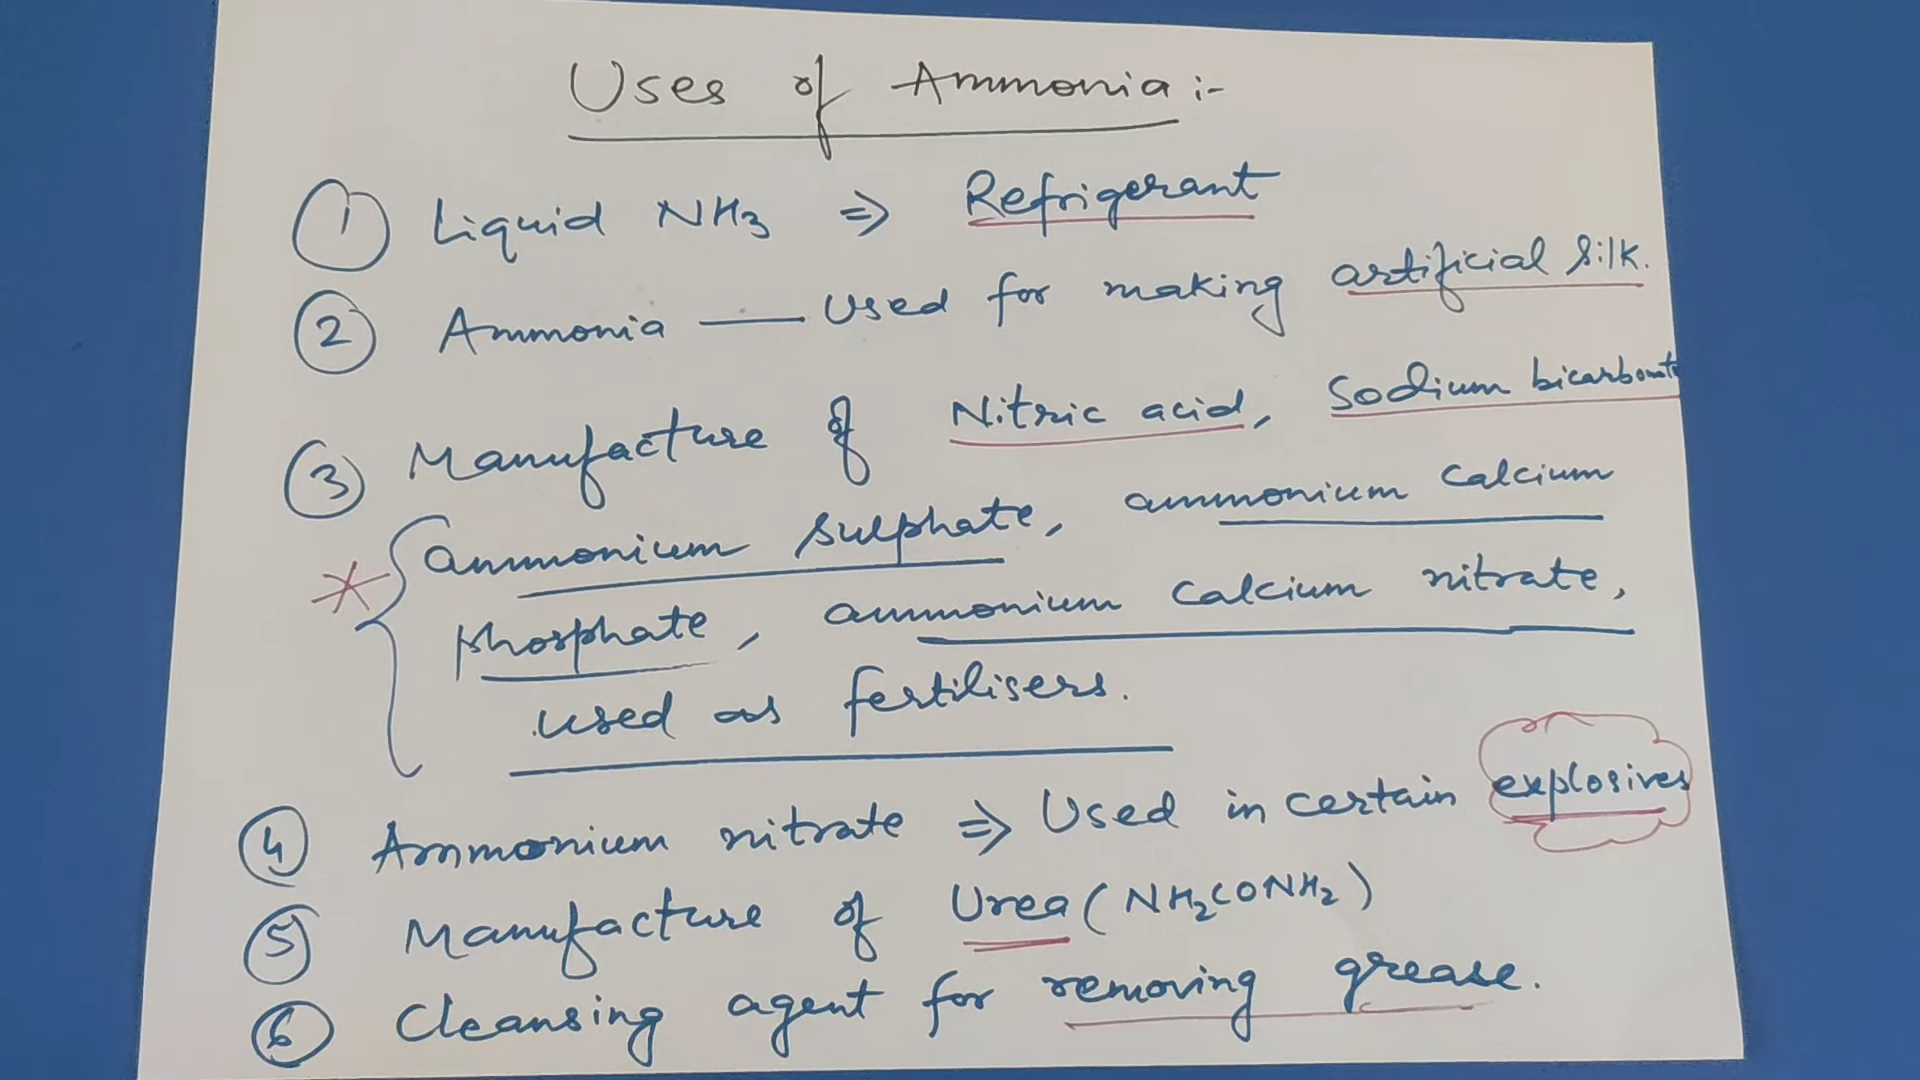 Uses of Ammonia :-
① Liquid NH3 ⇒ Refrigerant
② Ammonia — Used for making artificial silk.
③ Manufacture of Nitric acid, Sodium bicarbonate
* { ammonium sulphate, ammonium calcium
phosphate, ammonium calcium nitrate,
used as fertilisers.
④ Ammonium nitrate ⇒ Used in certain explosives
⑤ Manufacture of Urea (NH₂CONH₂)
⑥ Cleansing agent for removing grease.